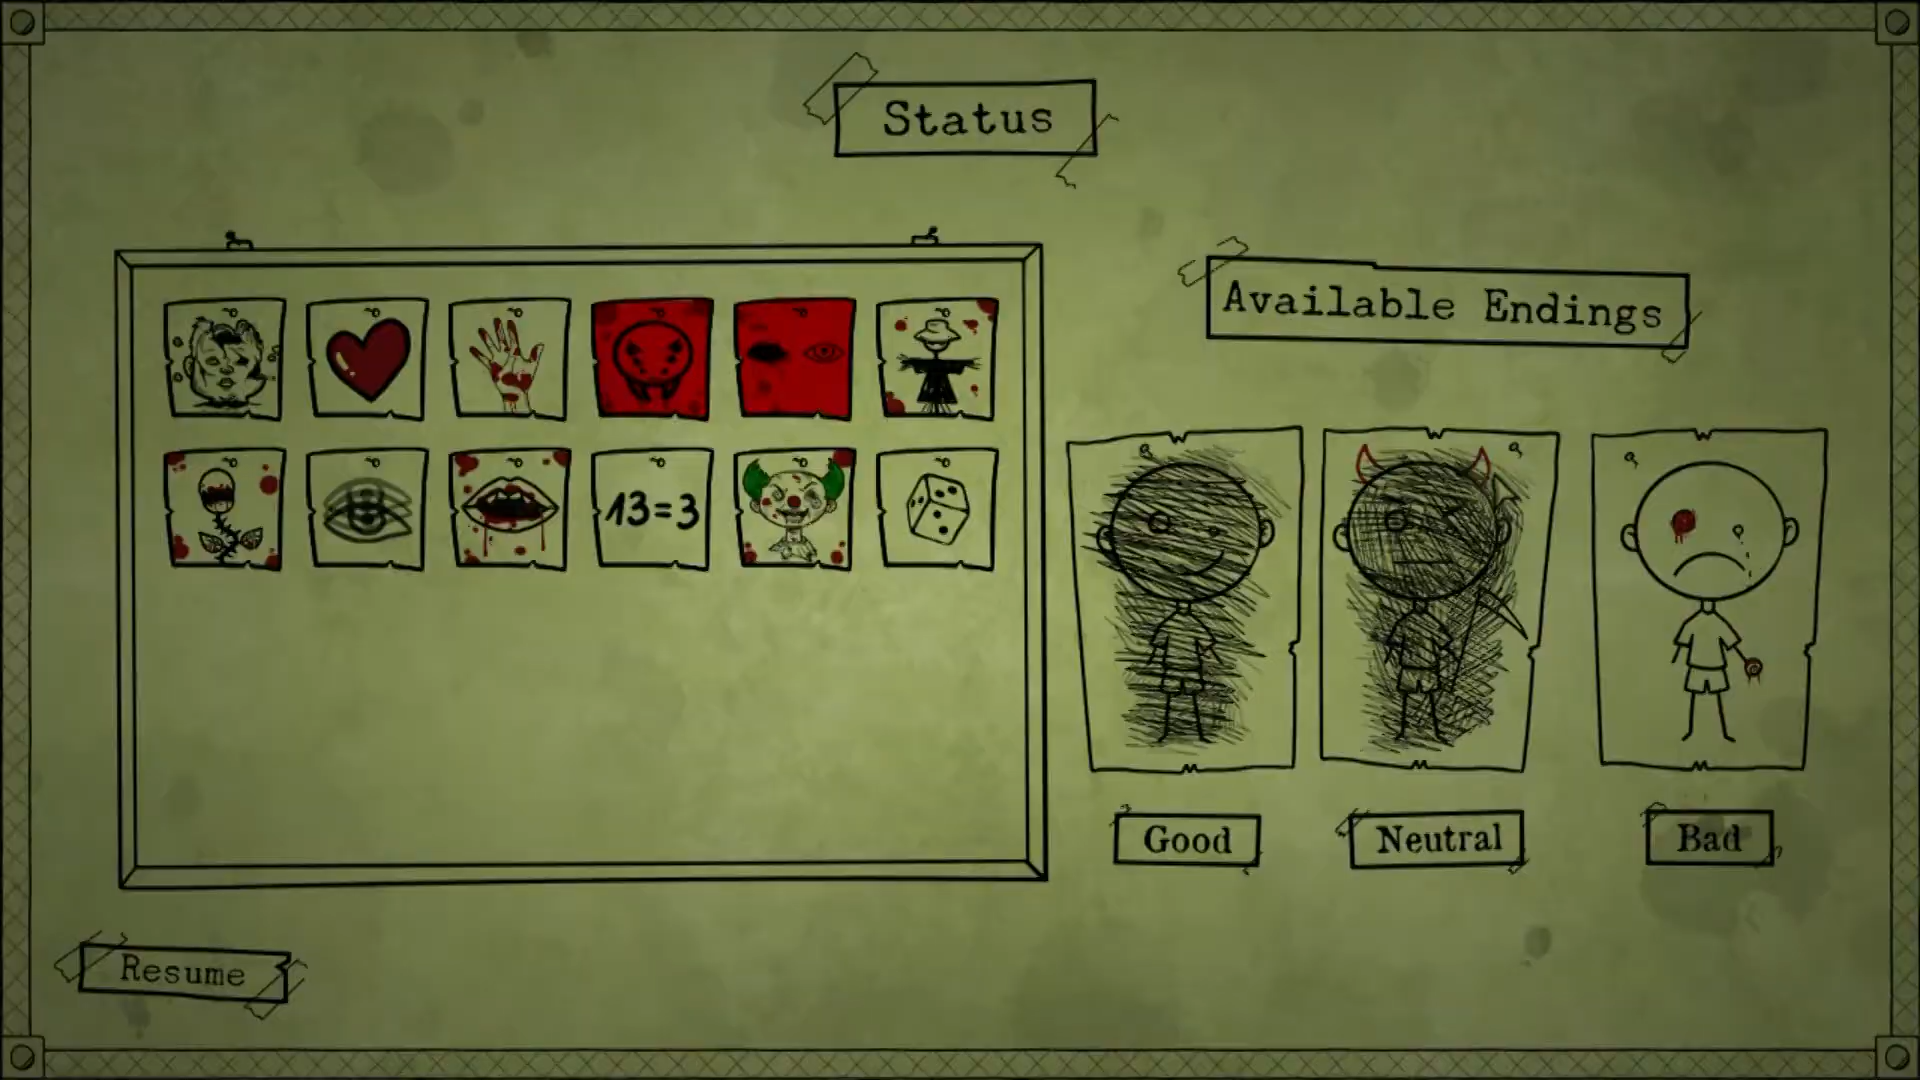 Status
Available Endings
13=3
Good
Neutral
Bad
Resume